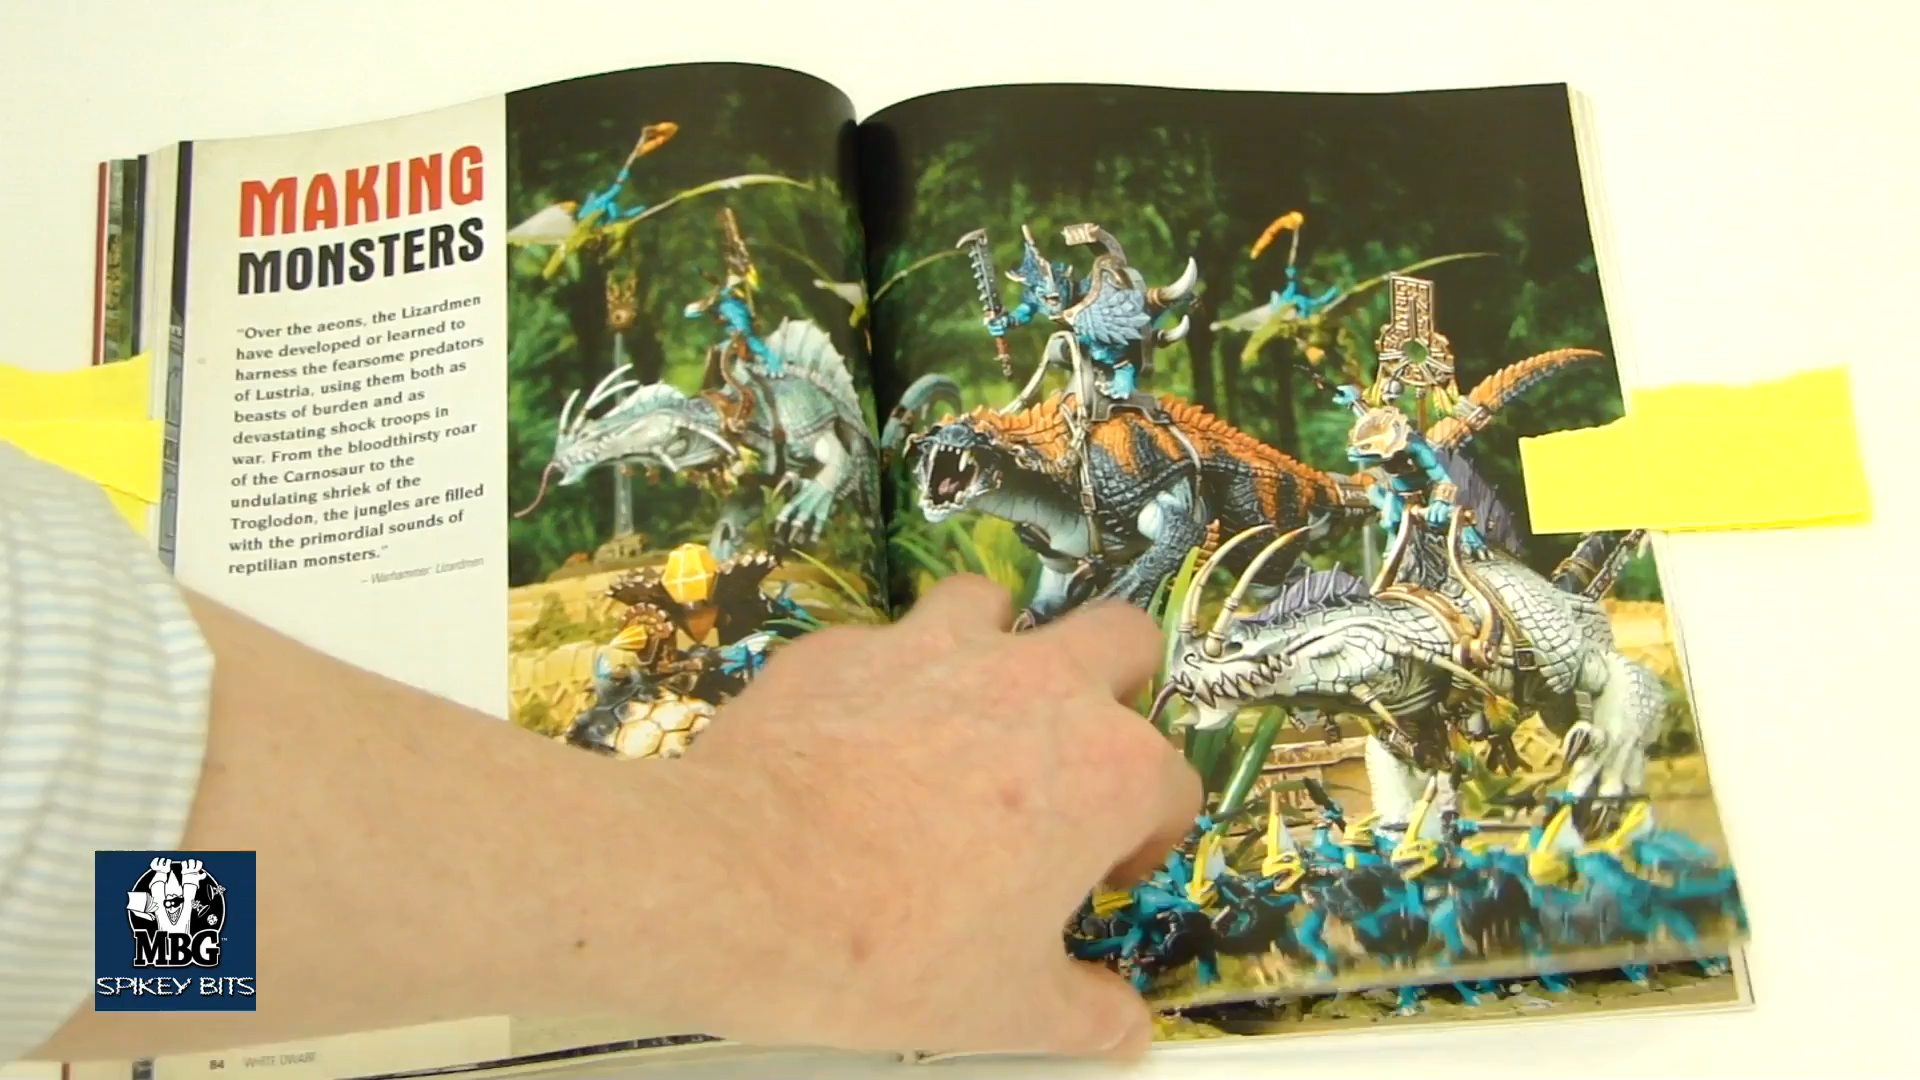 MAKING
MONSTERS
"Over the aeons, the Lizardmen
have developed or learned to
harness the fearsome predators
of Lustria, using them both as
beasts of burden and as
devastating shock troops in
war. From the bloodthirsty roar
of the Carnosaur to the
undulating shriek of the
Troglodon, the jungles are filled
with the primordial sounds of
reptilian monsters."
– Warhammer: Lizardmen
MBG
SPIKEY BITS
84 WHITE DWARF